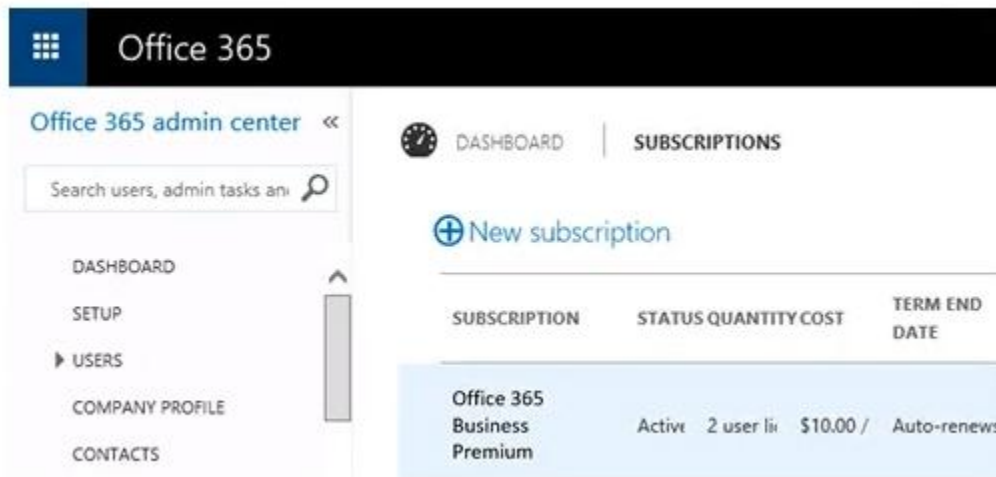 Office 365
Office 365 admin center «
Search users, admin tasks an
DASHBOARD
SETUP
USERS
COMPANY PROFILE
CONTACTS
DASHBOARD | SUBSCRIPTIONS
New subscription
SUBSCRIPTION STATUS QUANTITY COST TERM END DATE
Office 365
Business
Premium
Active 2 user li $10.00 / Auto-renews